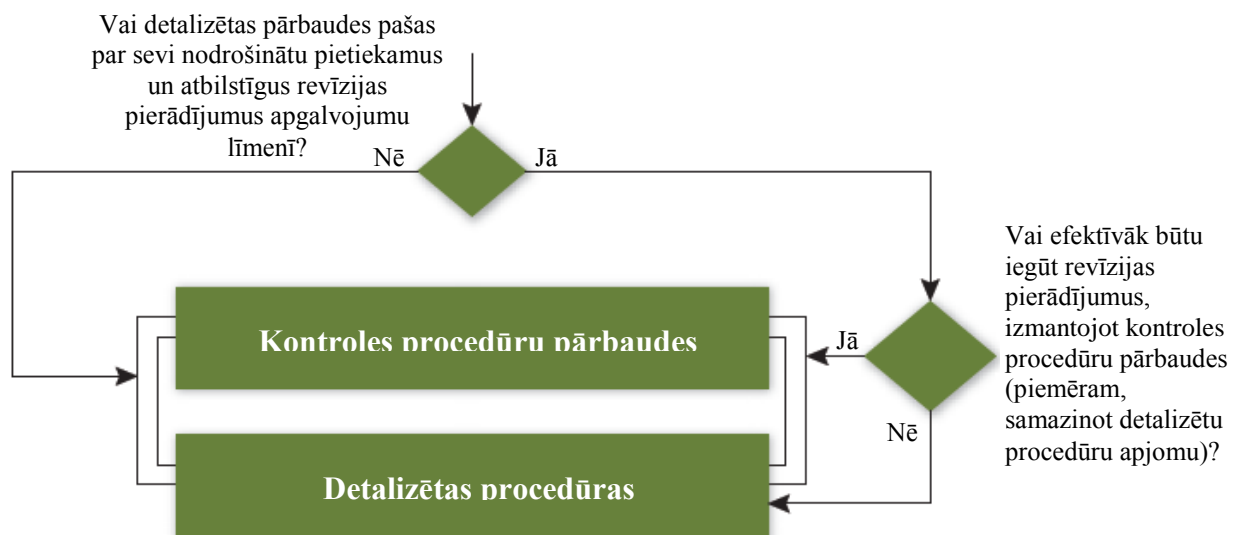 Vai detalizētas pārbaudes pašas
par sevi nodrošinātu pietiekamus
un atbilstīgus revīzijas
pierādījumus apgalvojumu
līmenī?
Nē
Jā
Vai efektīvāk būtu
iegūt revīzijas
pierādījumus,
izmantojot kontroles
procedūru pārbaudes
(piemēram,
samazinot detalizētu
procedūru apjomu)?
Kontroles procedūru pārbaudes
Jā
Nē
Detalizētas procedūras